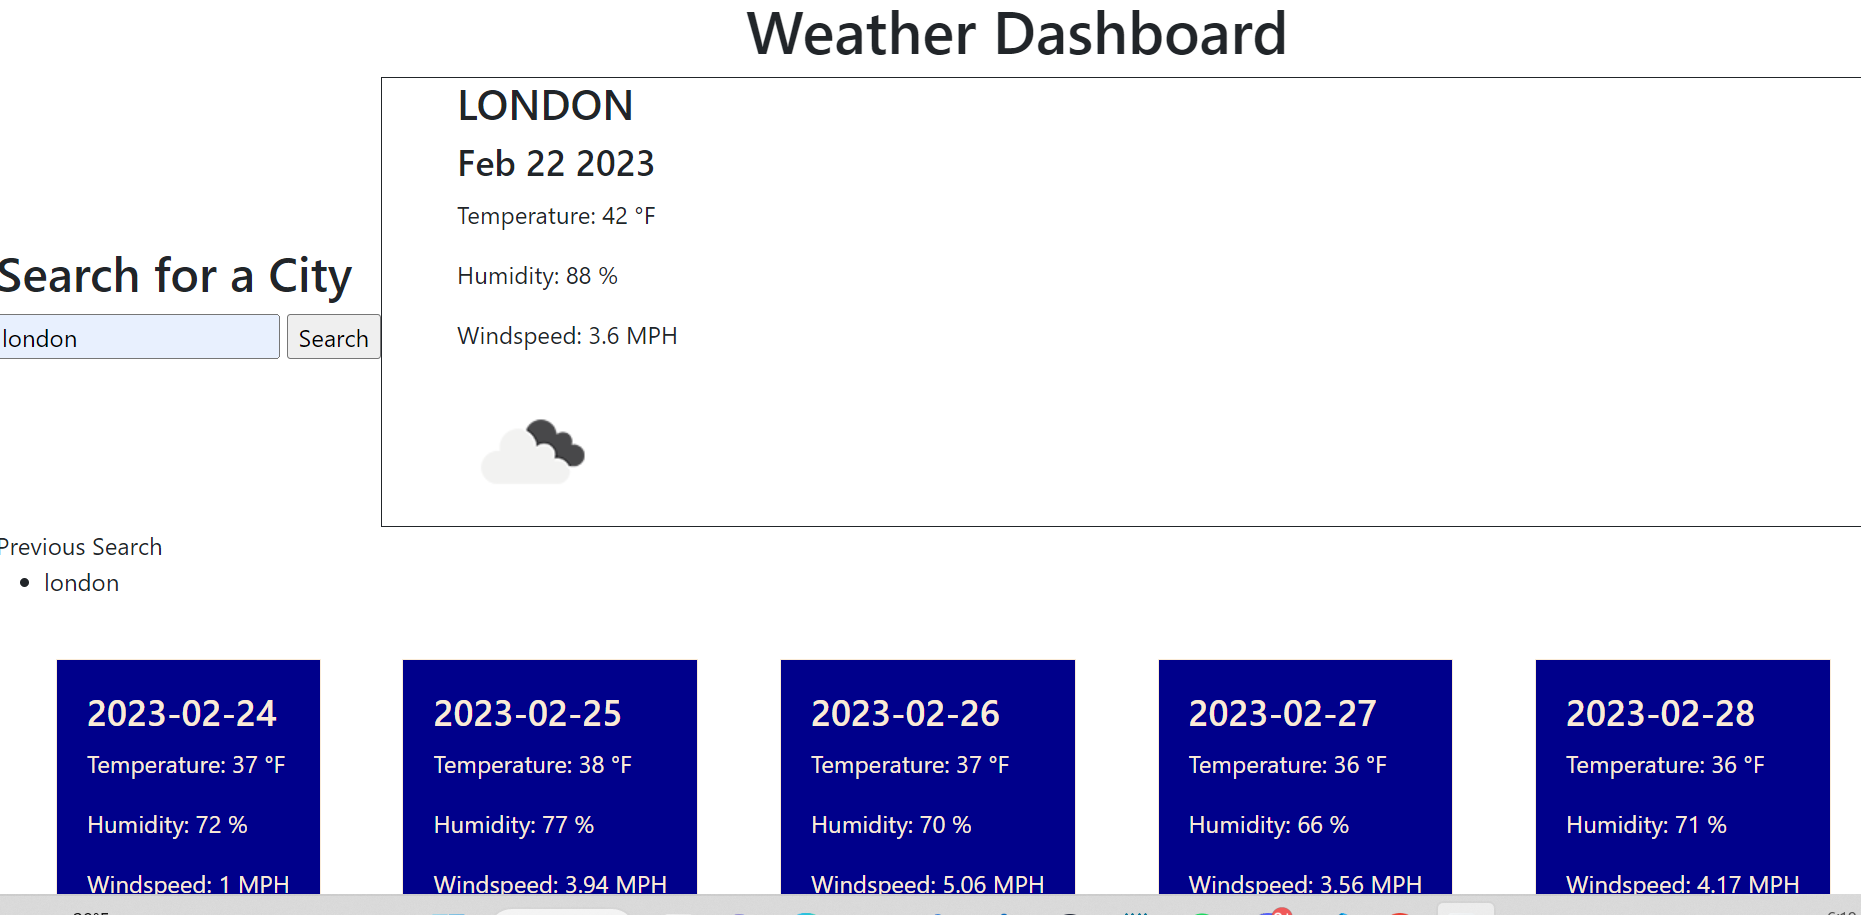 Weather Dashboard
LONDON
Feb 22 2023
Temperature: 42 °F
Humidity: 88 %
Windspeed: 3.6 MPH
Search for a City
london Search
Previous Search
london
2023-02-24
Temperature: 37 °F
Humidity: 72 %
Windspeed: 1 MPH
2023-02-25
Temperature: 38 °F
Humidity: 77 %
Windspeed: 3.94 MPH
2023-02-26
Temperature: 37 °F
Humidity: 70 %
Windspeed: 5.06 MPH
2023-02-27
Temperature: 36 °F
Humidity: 66 %
Windspeed: 3.56 MPH
2023-02-28
Temperature: 36 °F
Humidity: 71 %
Windspeed: 4.17 MPH